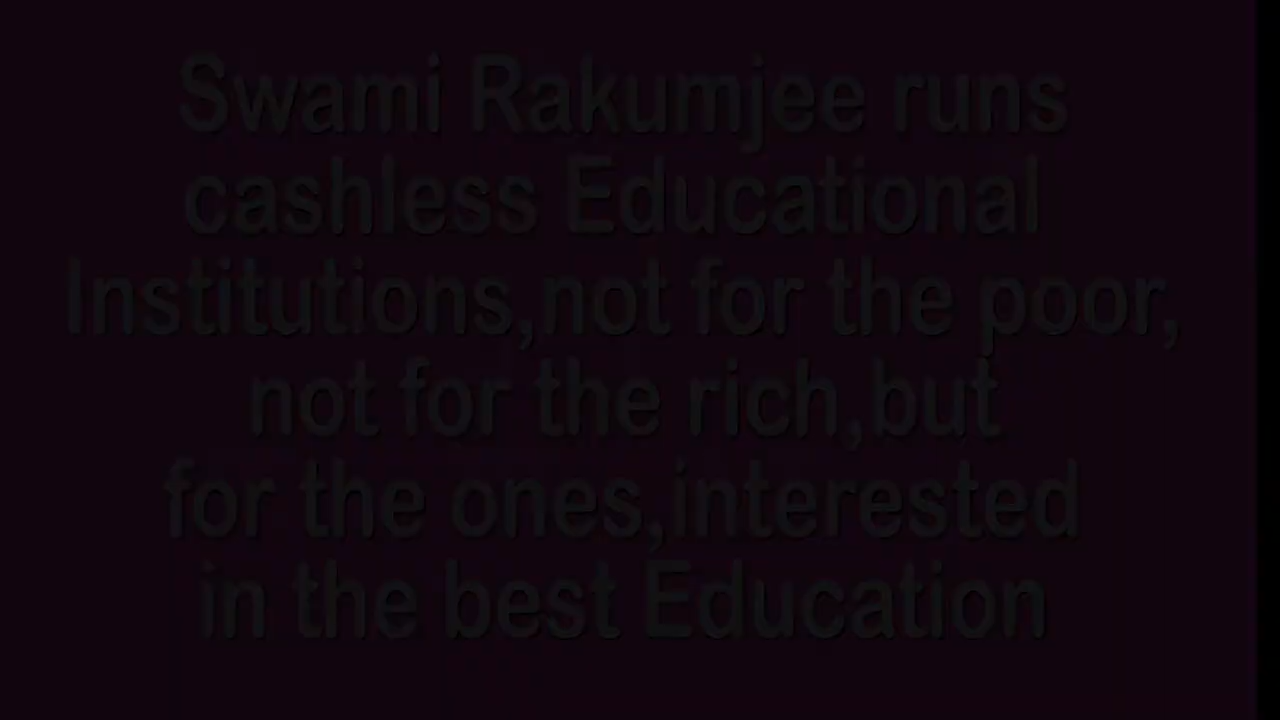 Swami Rakumjee runs
cashless Educational
Institutions,not for the poor,
not for the rich,but
for the ones,interested
in the best Education